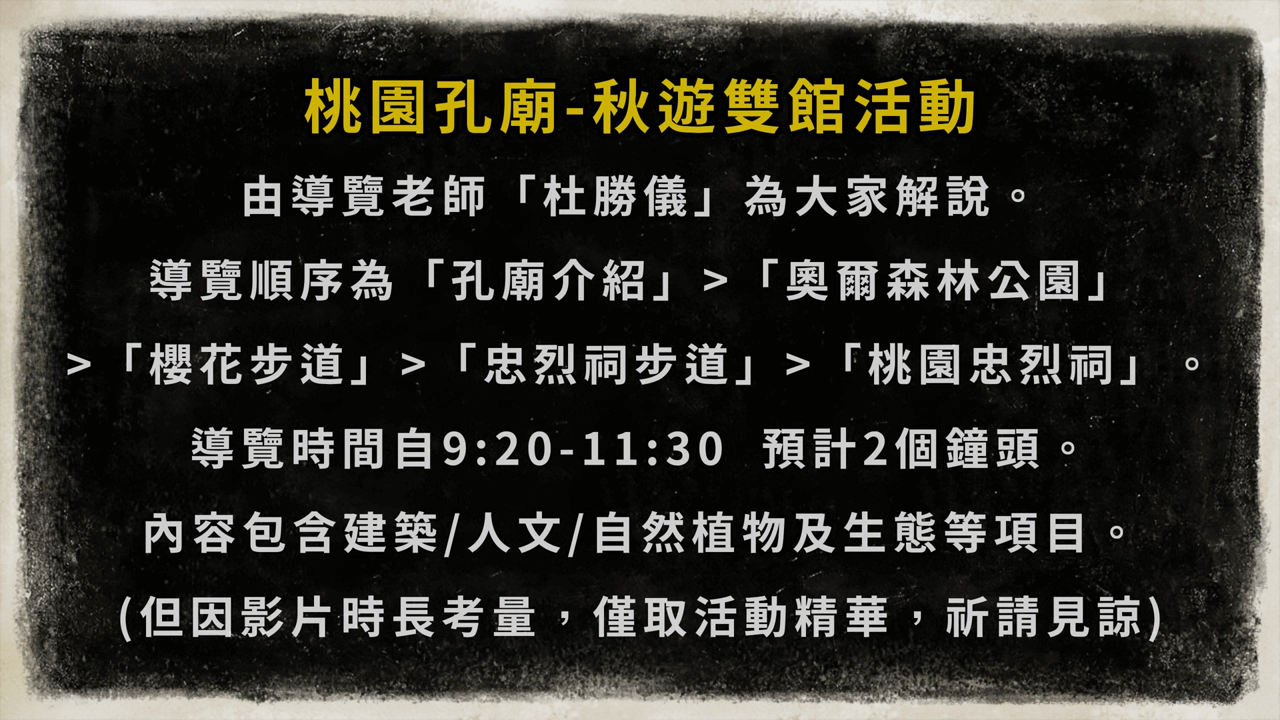 桃園孔廟-秋遊雙館活動
由導覽老師「杜勝儀」為大家解說。
導覽順序為「孔廟介紹」>「奧爾森林公園」
>「櫻花步道」>「忠烈祠步道」>「桃園忠烈祠」。
導覽時間自9:20-11:30 預計2個鐘頭。
內容包含建築/人文/自然植物及生態等項目。
(但因影片時長考量，僅取活動精華，祈請見諒)